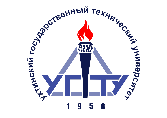 УХТИНСКИЙ ГОСУДАРСТВЕННЫЙ ТЕХНИЧЕСКИЙ УНИВЕРСИТЕТ
УГТУ
1958